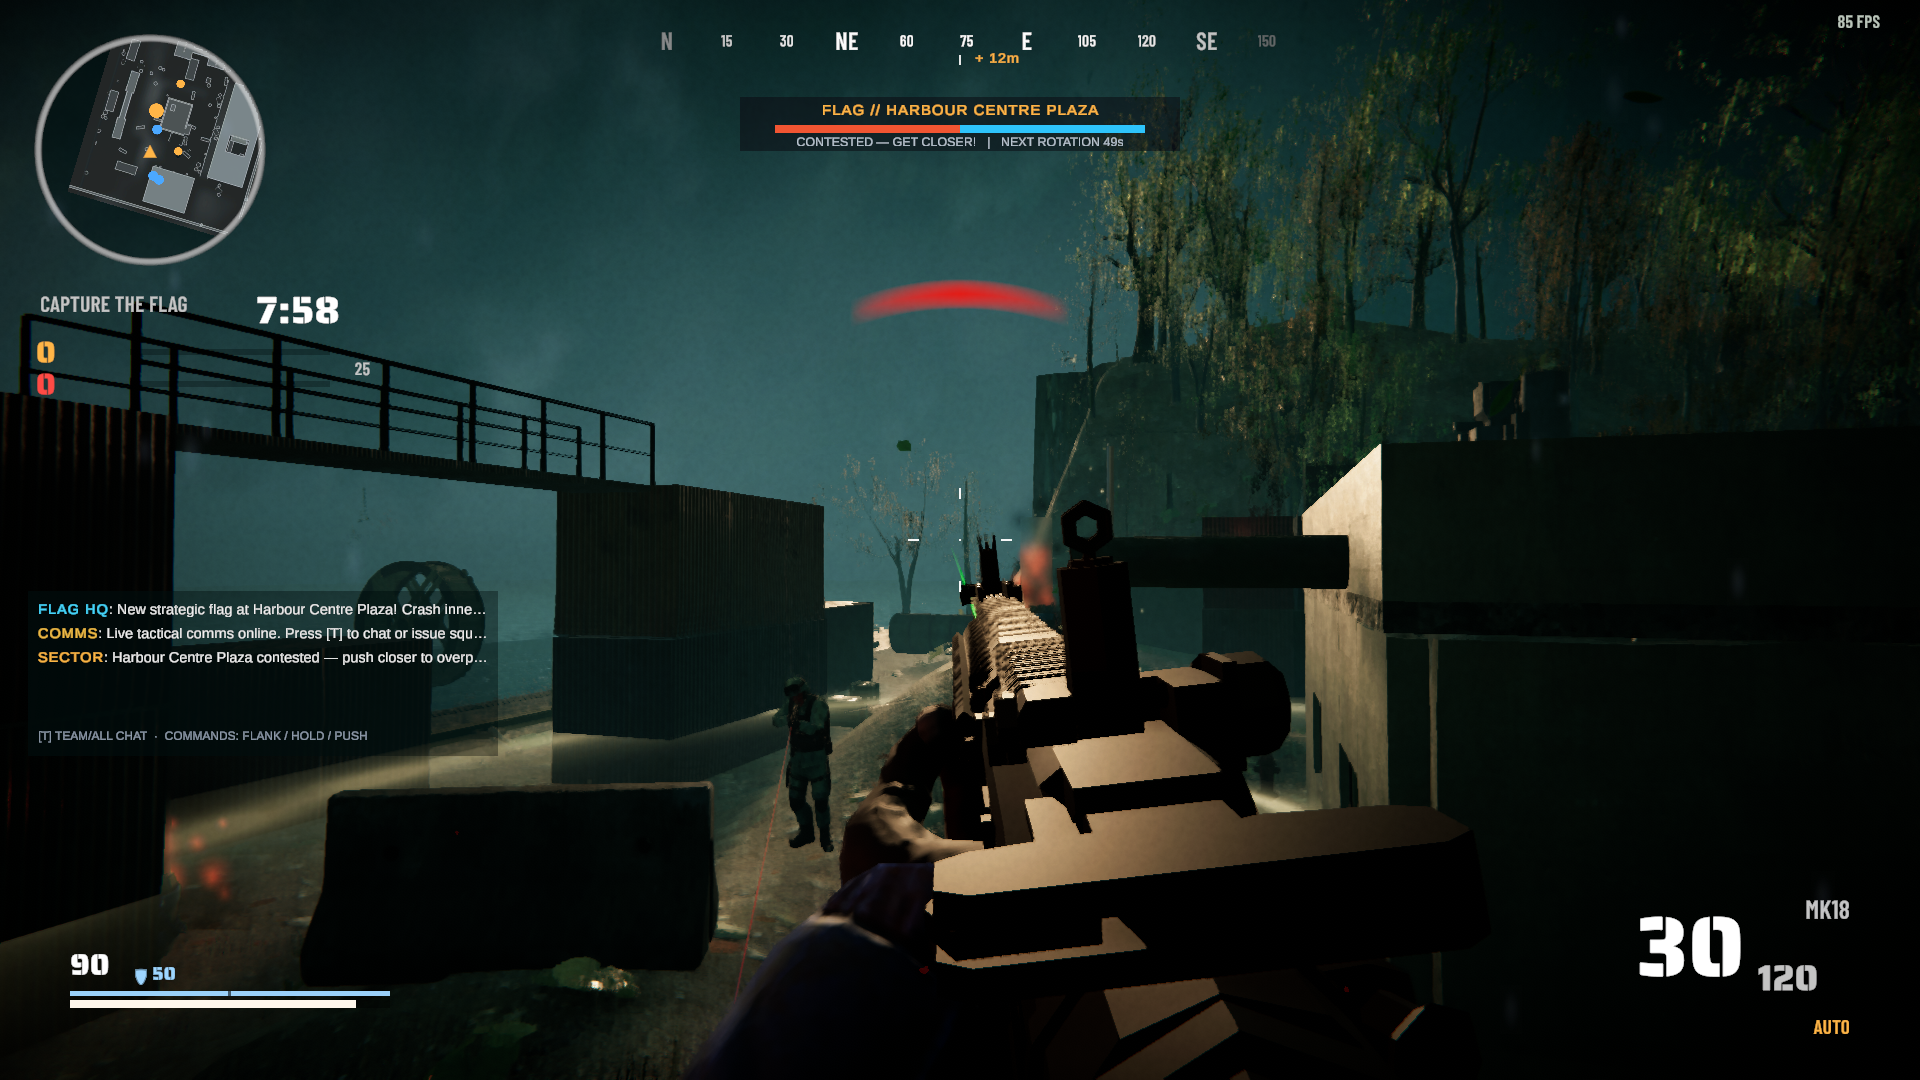 85 FPS
N 15 30 NE 60 75 E 105 120 SE 150
+ 12m
FLAG // HARBOUR CENTRE PLAZA
CONTESTED — GET CLOSER! | NEXT ROTATION 49s
CAPTURE THE FLAG 7:58
0
25
0
FLAG HQ: New strategic flag at Harbour Centre Plaza! Crash inne...
COMMS: Live tactical comms online. Press [T] to chat or issue squ...
SECTOR: Harbour Centre Plaza contested — push closer to overp...
[T] TEAM/ALL CHAT · COMMANDS: FLANK / HOLD / PUSH
90 50
MK18
30 120
AUTO